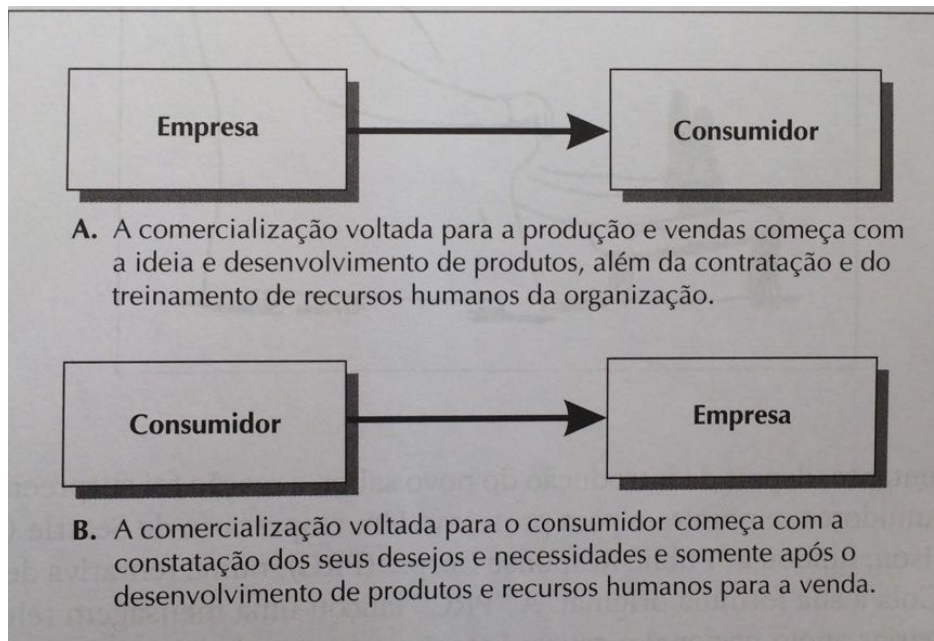 Empresa
Consumidor
A. A comercialização voltada para a produção e vendas começa com
a ideia e desenvolvimento de produtos, além da contratação e do
treinamento de recursos humanos da organização.
Consumidor
Empresa
B. A comercialização voltada para o consumidor começa com a
constatação dos seus desejos e necessidades e somente após o
desenvolvimento de produtos e recursos humanos para a venda.